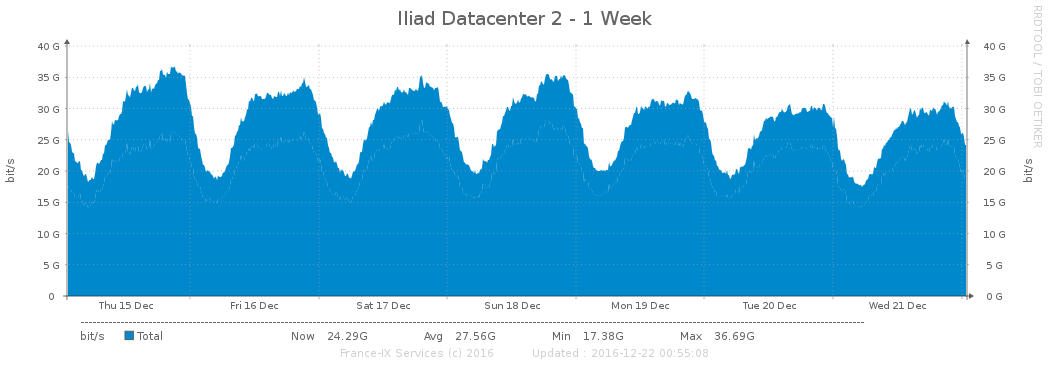 Iliad Datacenter 2 - 1 Week
RRDTOOL / TOBI OETIKER
bit/s
40 G 40 G
35 G 35 G
30 G 30 G
25 G 25 G
20 G 20 G
15 G 15 G
10 G 10 G
5 G 5 G
0 0 G
bit/s
Thu 15 Dec Fri 16 Dec Sat 17 Dec Sun 18 Dec Mon 19 Dec Tue 20 Dec Wed 21 Dec
bit/s Total Now 24.29G Avg 27.56G Min 17.38G Max 36.69G
France-IX Services (c) 2016 Updated : 2016-12-22 00:55:08